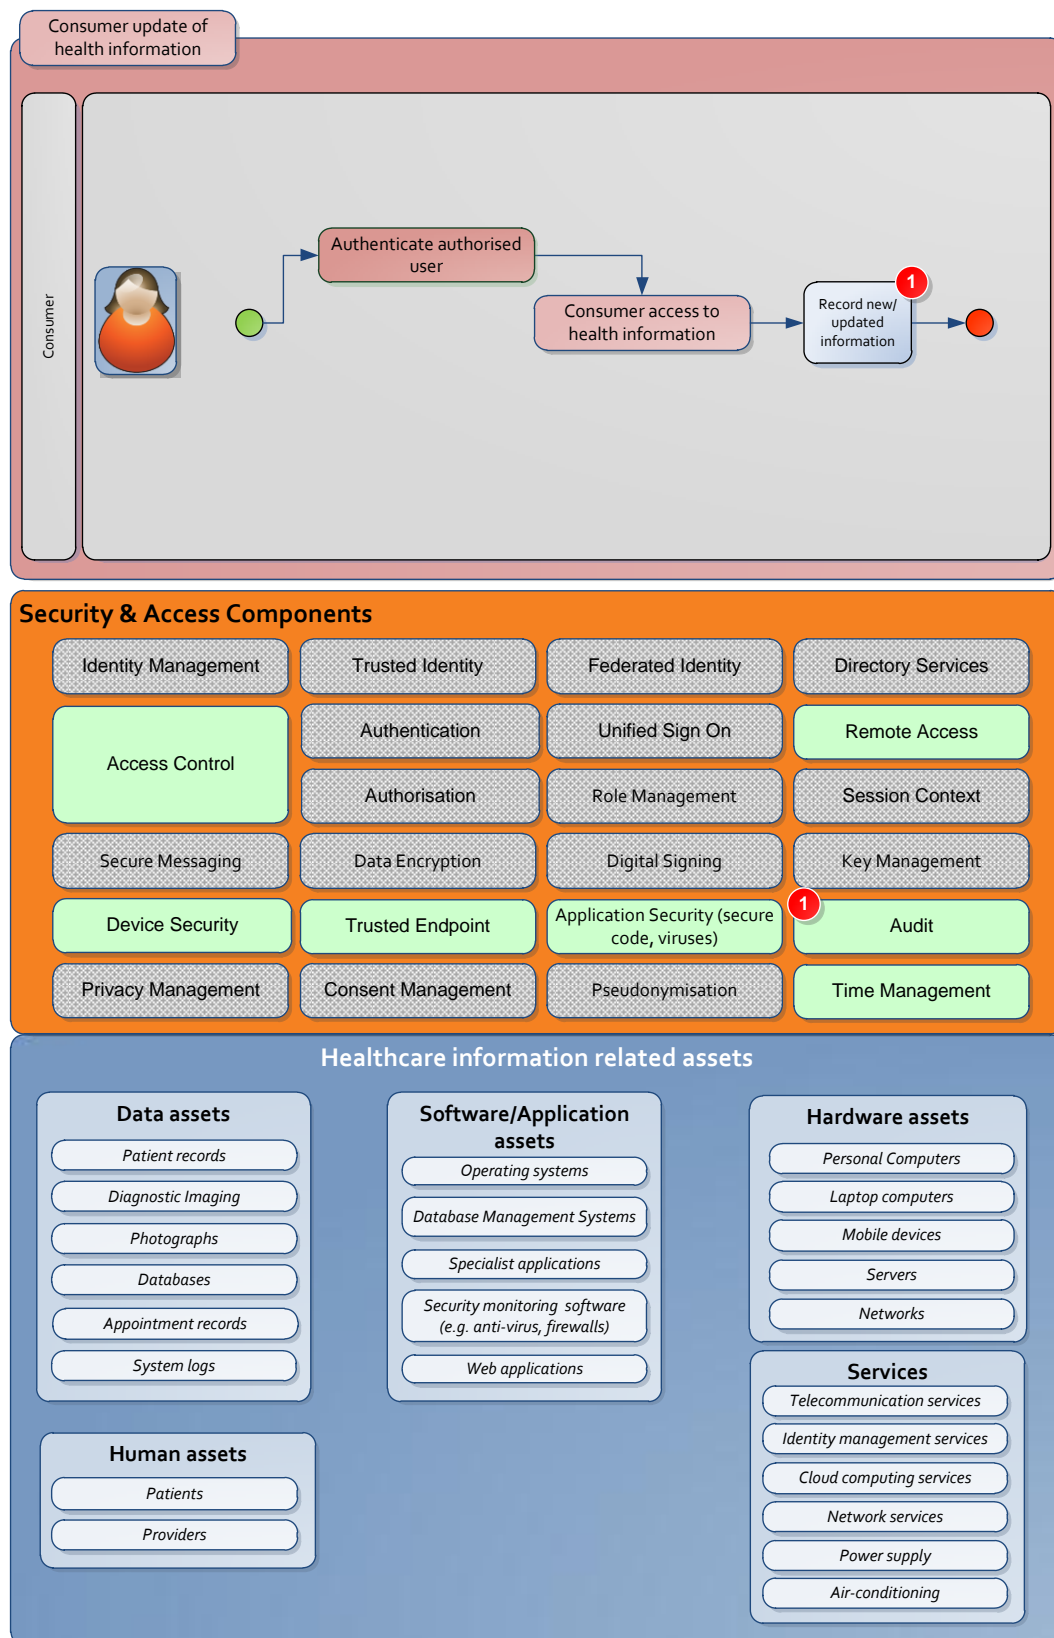 Consumer update of
health information
Consumer
Authenticate authorised
user
Consumer access to
health information
1
Record new/
updated
information
Security & Access Components
Identity Management
Trusted Identity
Federated Identity
Directory Services
Access Control
Authentication
Unified Sign On
Remote Access
Authorisation
Role Management
Session Context
Secure Messaging
Data Encryption
Digital Signing
Key Management
Device Security
Trusted Endpoint
Application Security (secure
code, viruses)
1
Audit
Privacy Management
Consent Management
Pseudonymisation
Time Management
Healthcare information related assets
Data assets
Patient records
Diagnostic Imaging
Photographs
Databases
Appointment records
System logs
Software/Application
assets
Operating systems
Database Management Systems
Specialist applications
Security monitoring software
(e.g. anti-virus, firewalls)
Web applications
Hardware assets
Personal Computers
Laptop computers
Mobile devices
Servers
Networks
Human assets
Patients
Providers
Services
Telecommunication services
Identity management services
Cloud computing services
Network services
Power supply
Air-conditioning